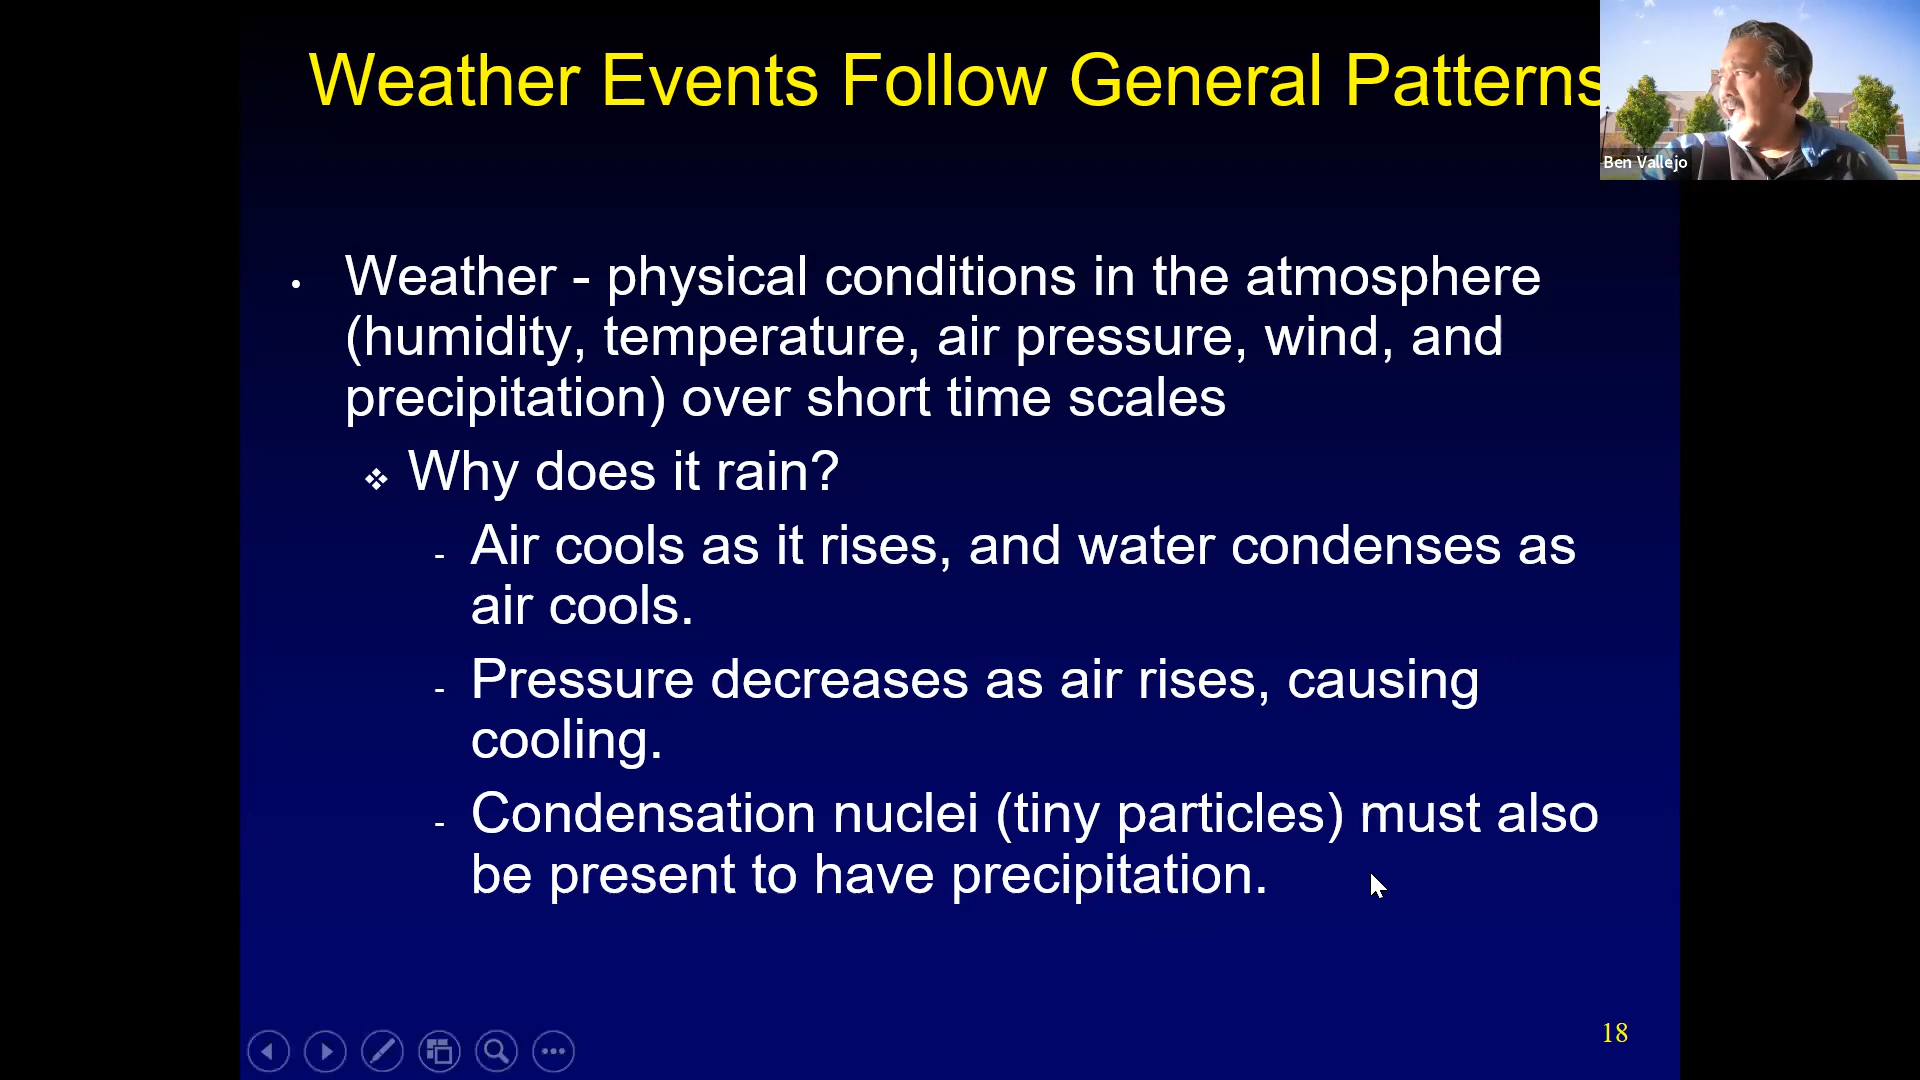 Weather Events Follow General Patterns
Ben Vallejo
• Weather - physical conditions in the atmosphere
(humidity, temperature, air pressure, wind, and
precipitation) over short time scales
❖ Why does it rain?
- Air cools as it rises, and water condenses as
air cools.
- Pressure decreases as air rises, causing
cooling.
- Condensation nuclei (tiny particles) must also
be present to have precipitation.
18